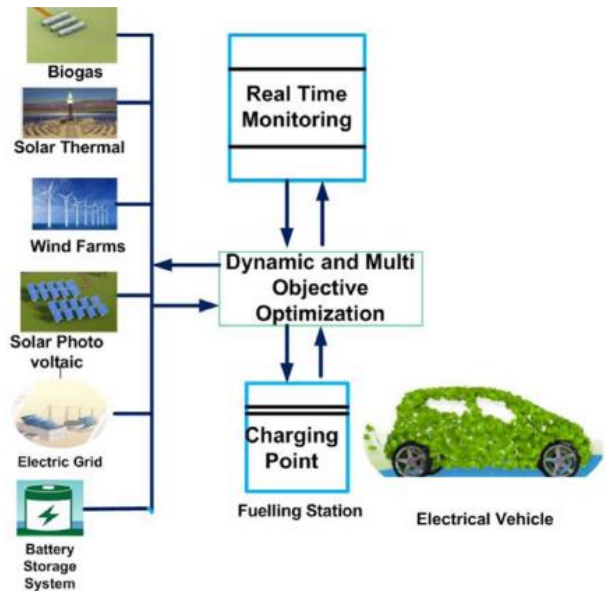 Biogas
Solar Thermal
Wind Farms
Solar Photo
voltaic
Electric Grid
Battery
Storage
System
Real Time
Monitoring
Dynamic and Multi
Objective
Optimization
Charging
Point
Fuelling Station
Electrical Vehicle